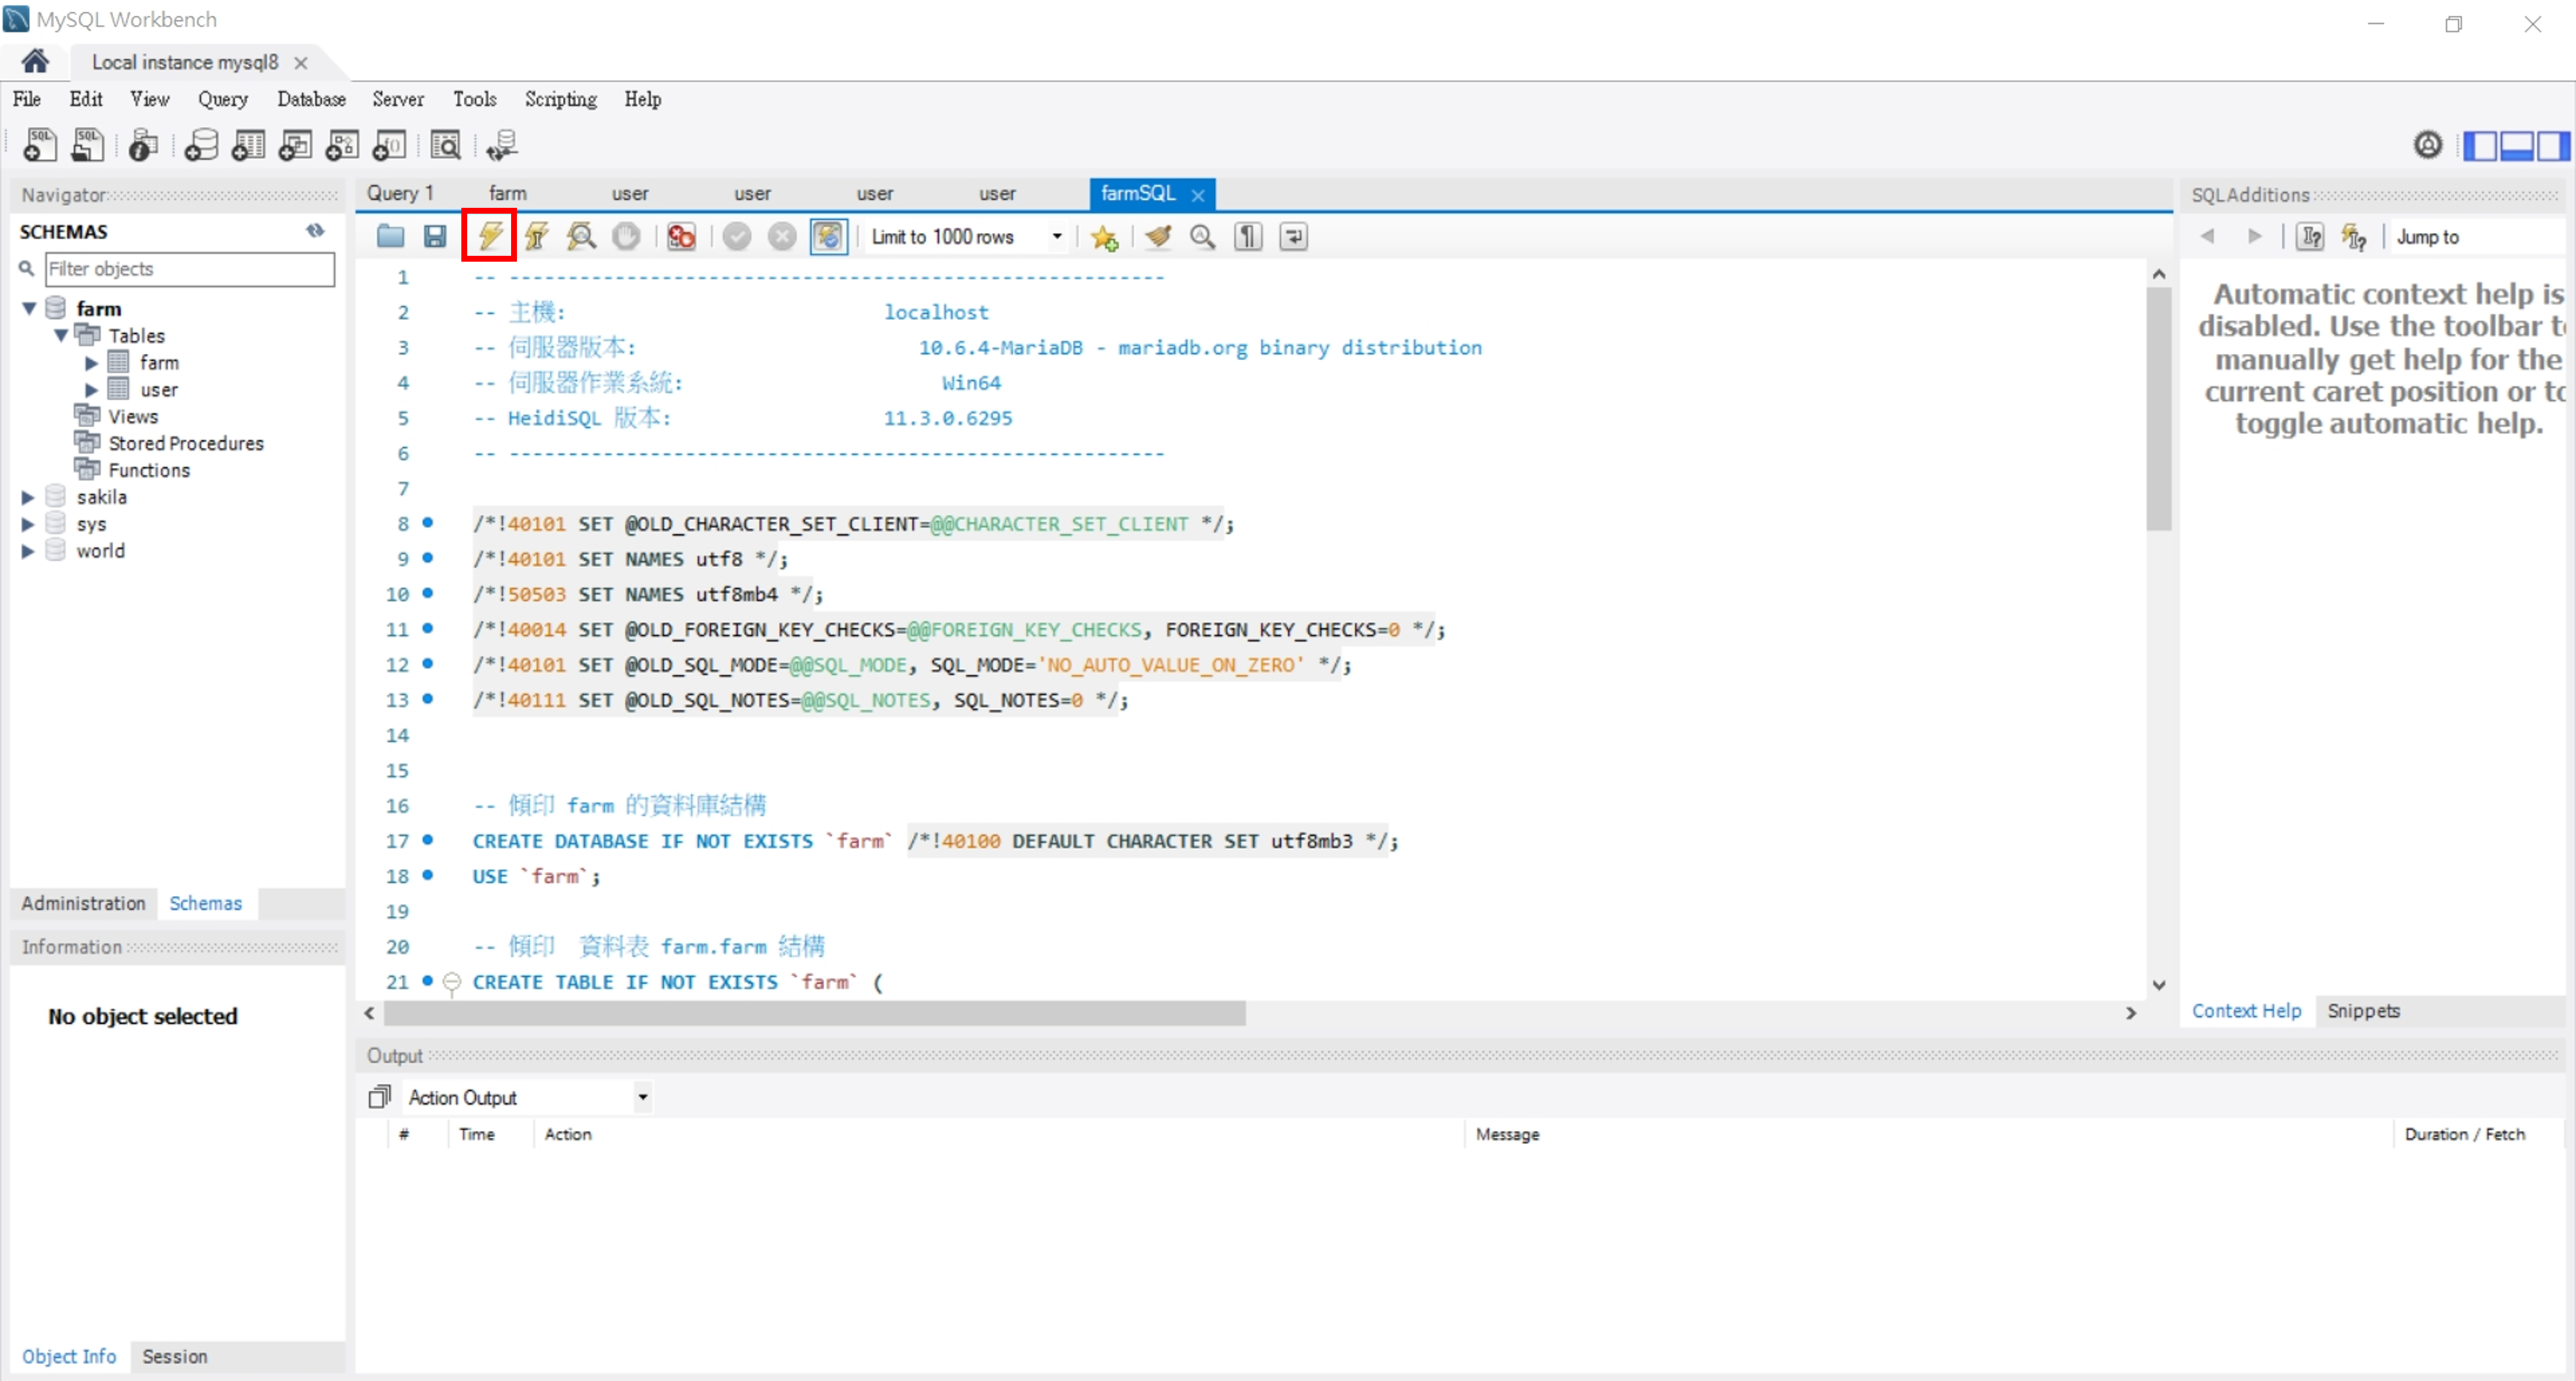 MySQL Workbench
Local instance mysql8
File Edit View Query Database Server Tools Scripting Help
Navigator
SCHEMAS
Filter objects
farm
Tables
farm
user
Views
Stored Procedures
Functions
sakila
sys
world
Administration Schemas
Information
No object selected
Object Info Session
Query 1 farm user user user user farmSQL
Limit to 1000 rows
1 -- --------------------------------------------------------
2 -- 主機: localhost
3 -- 伺服器版本: 10.6.4-MariaDB - mariadb.org binary distribution
4 -- 伺服器作業系統: Win64
5 -- HeidiSQL 版本: 11.3.0.6295
6 -- --------------------------------------------------------
7
8 /*!40101 SET @OLD_CHARACTER_SET_CLIENT=@@CHARACTER_SET_CLIENT */;
9 /*!40101 SET NAMES utf8 */;
10 /*!50503 SET NAMES utf8mb4 */;
11 /*!40014 SET @OLD_FOREIGN_KEY_CHECKS=@@FOREIGN_KEY_CHECKS, FOREIGN_KEY_CHECKS=0 */;
12 /*!40101 SET @OLD_SQL_MODE=@@SQL_MODE, SQL_MODE='NO_AUTO_VALUE_ON_ZERO' */;
13 /*!40111 SET @OLD_SQL_NOTES=@@SQL_NOTES, SQL_NOTES=0 */;
14
15
16 -- 傾印 farm 的資料庫結構
17 CREATE DATABASE IF NOT EXISTS `farm` /*!40100 DEFAULT CHARACTER SET utf8mb3 */;
18 USE `farm`;
19
20 -- 傾印 資料表 farm.farm 結構
21 CREATE TABLE IF NOT EXISTS `farm` (
Output
Action Output
# Time Action Message Duration / Fetch
SQLAdditions
Jump to
Automatic context help is
disabled. Use the toolbar t
manually get help for the
current caret position or to
toggle automatic help.
Context Help Snippets